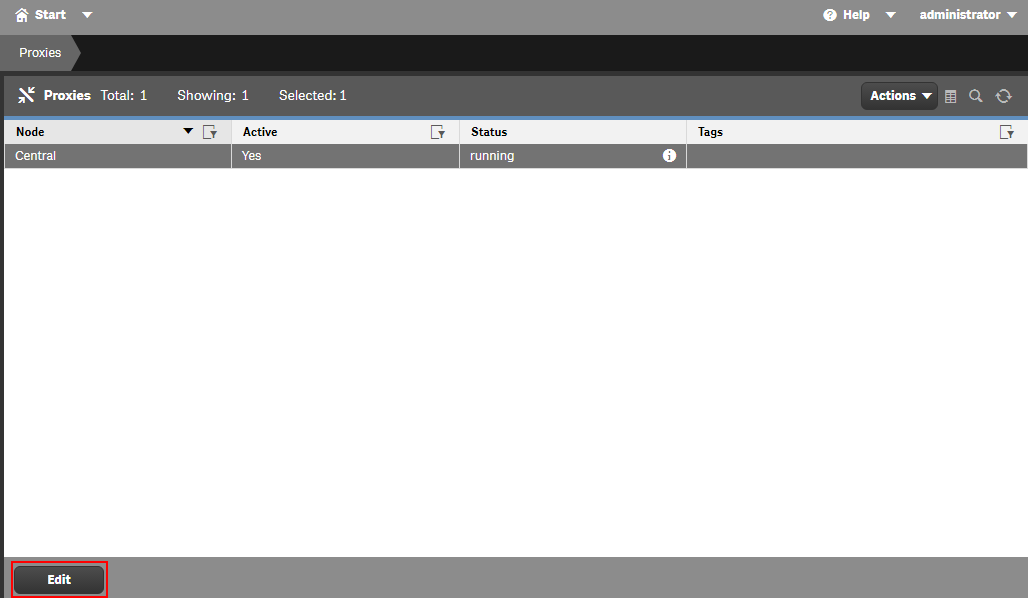 Start Help administrator
Proxies
Proxies Total: 1 Showing: 1 Selected: 1 Actions
Node Active Status Tags
Central Yes running
Edit